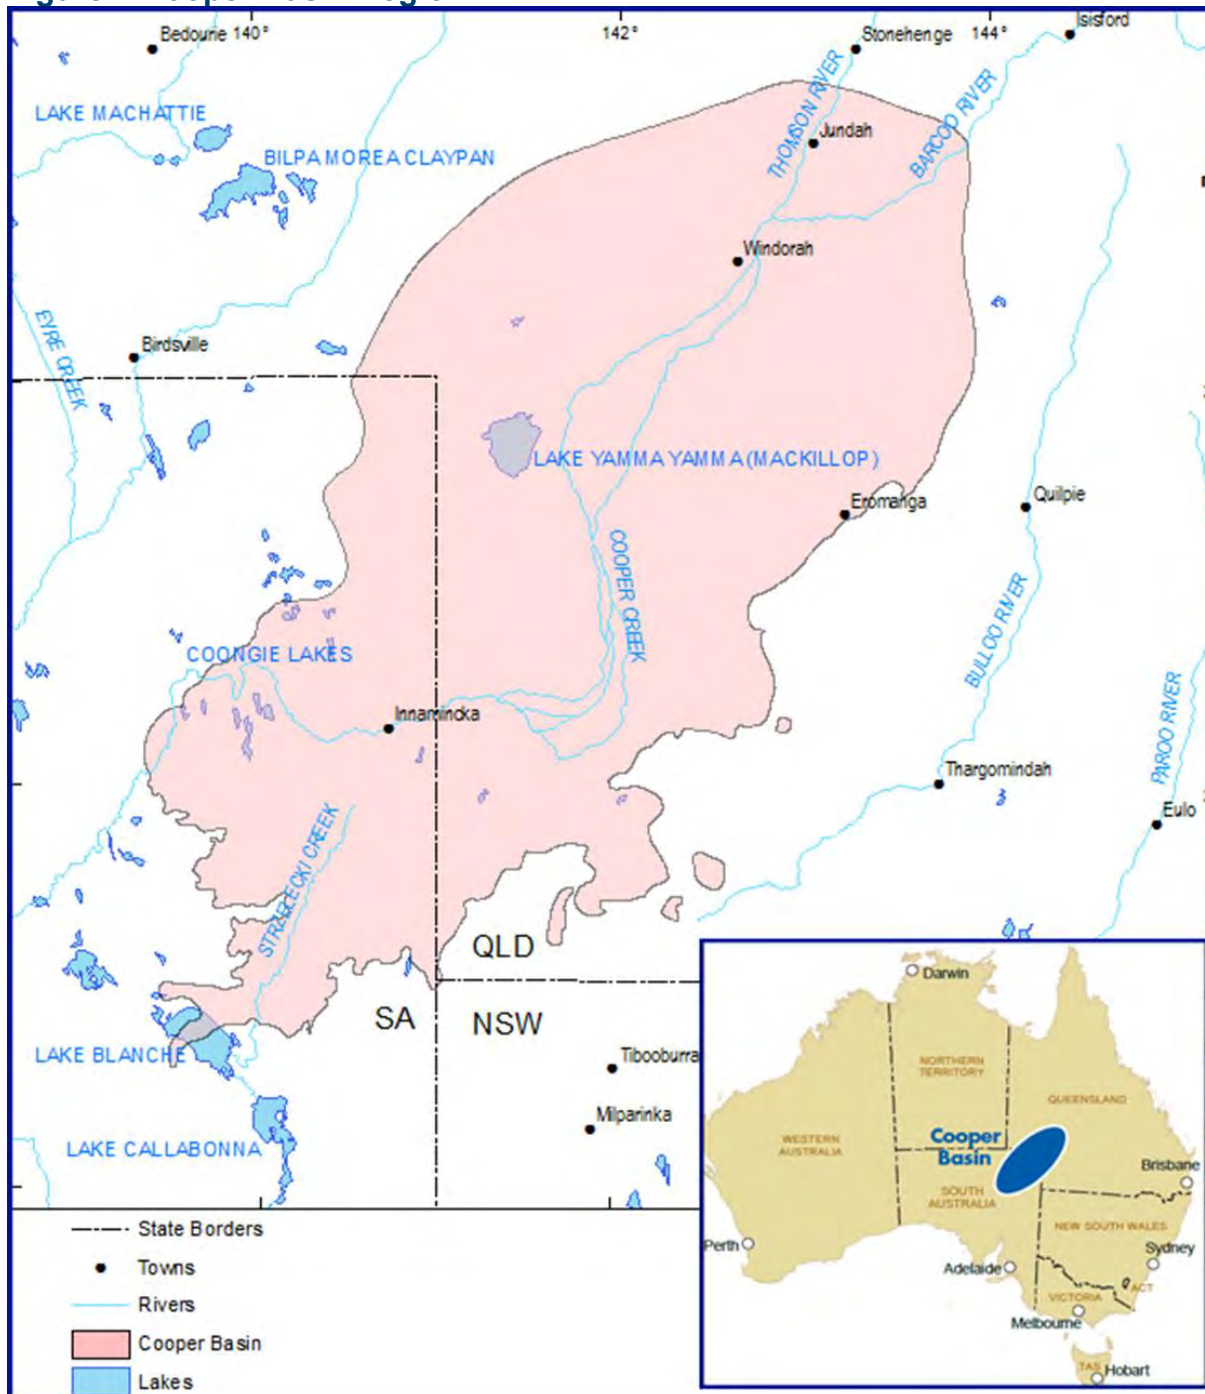 Bedourie 140° 142° Stonehenge 144° Isisford
LAKE MACHATTIE
BILPA MOREA CLAYPAN
THOMSON RIVER
Jundah
BARCOO RIVER
Windorah
EYRE CREEK
Birdsville
LAKE YAMMA YAMMA (MACKILLOP)
Eromanga
Quilpie
COOPER CREEK
BULLOO RIVER
COONGIE LAKES
Innamincka
PAROO RIVER
Thargomindah
Eulo
STRZELECKI CREEK
QLD
SA
NSW
LAKE BLANCHE
Tibooburra
Milparinka
LAKE CALLABONNA
State Borders
Towns
Rivers
Cooper Basin
Lakes
Darwin
NORTHERN
TERRITORY
QUEENSLAND
WESTERN
AUSTRALIA
Cooper
Basin
Brisbane
SOUTH
AUSTRALIA
NEW SOUTH WALES
Perth
Sydney
Adelaide
ACT
VICTORIA
Melbourne
TAS
Hobart